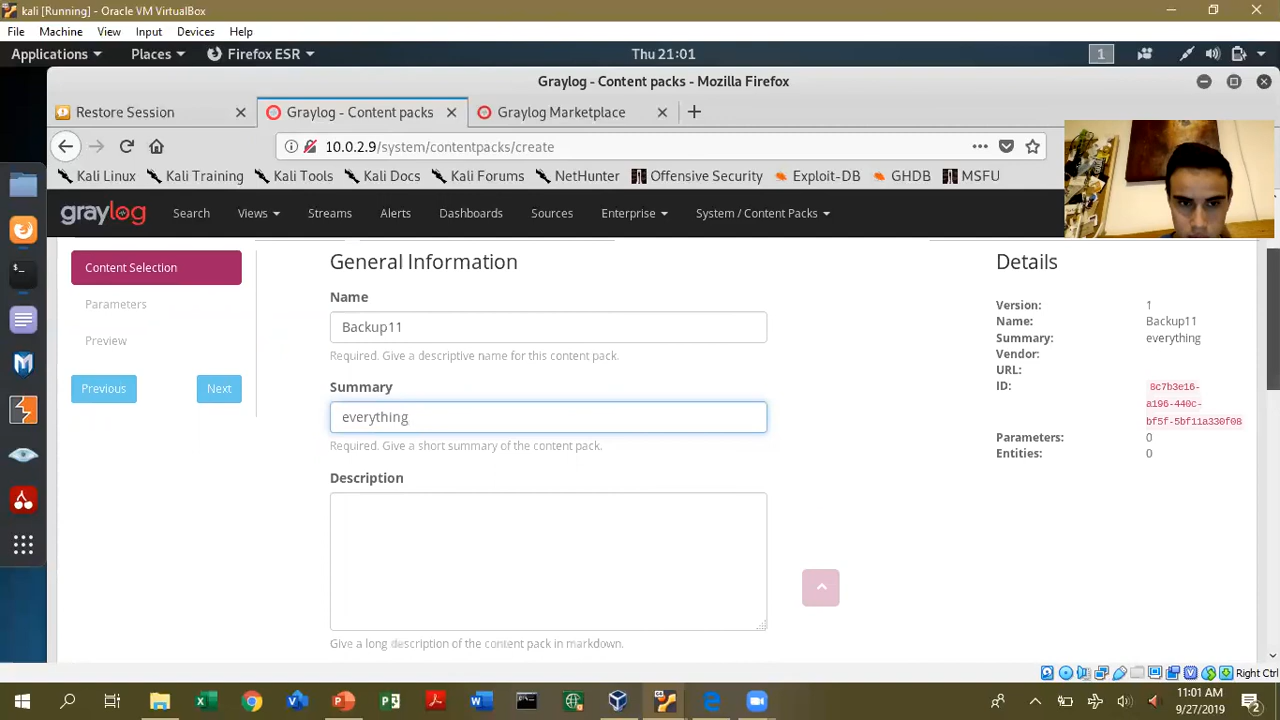 kali [Running] - Oracle VM VirtualBox
File Machine View Input Devices Help
Applications Places Firefox ESR Thu 21:01 1
Graylog - Content packs - Mozilla Firefox
Restore Session Graylog - Content packs Graylog Marketplace
10.0.2.9/system/contentpacks/create
Kali Linux Kali Training Kali Tools Kali Docs Kali Forums NetHunter Offensive Security Exploit-DB GHDB MSFU
graylog Search Views Streams Alerts Dashboards Sources Enterprise System / Content Packs
Content Selection
Parameters
Preview
Previous Next
General Information
Name
Backup11
Required. Give a descriptive name for this content pack.
Summary
everything
Required. Give a short summary of the content pack.
Description
Give a long description of the content pack in markdown.
Details
Version: 1
Name: Backup11
Summary: everything
Vendor:
URL:
ID: 8c7b3e16-
a196-440c-
bf5f-5bf11a330f08
Parameters: 0
Entities: 0
Right Ctrl
11:01 AM
9/27/2019
2